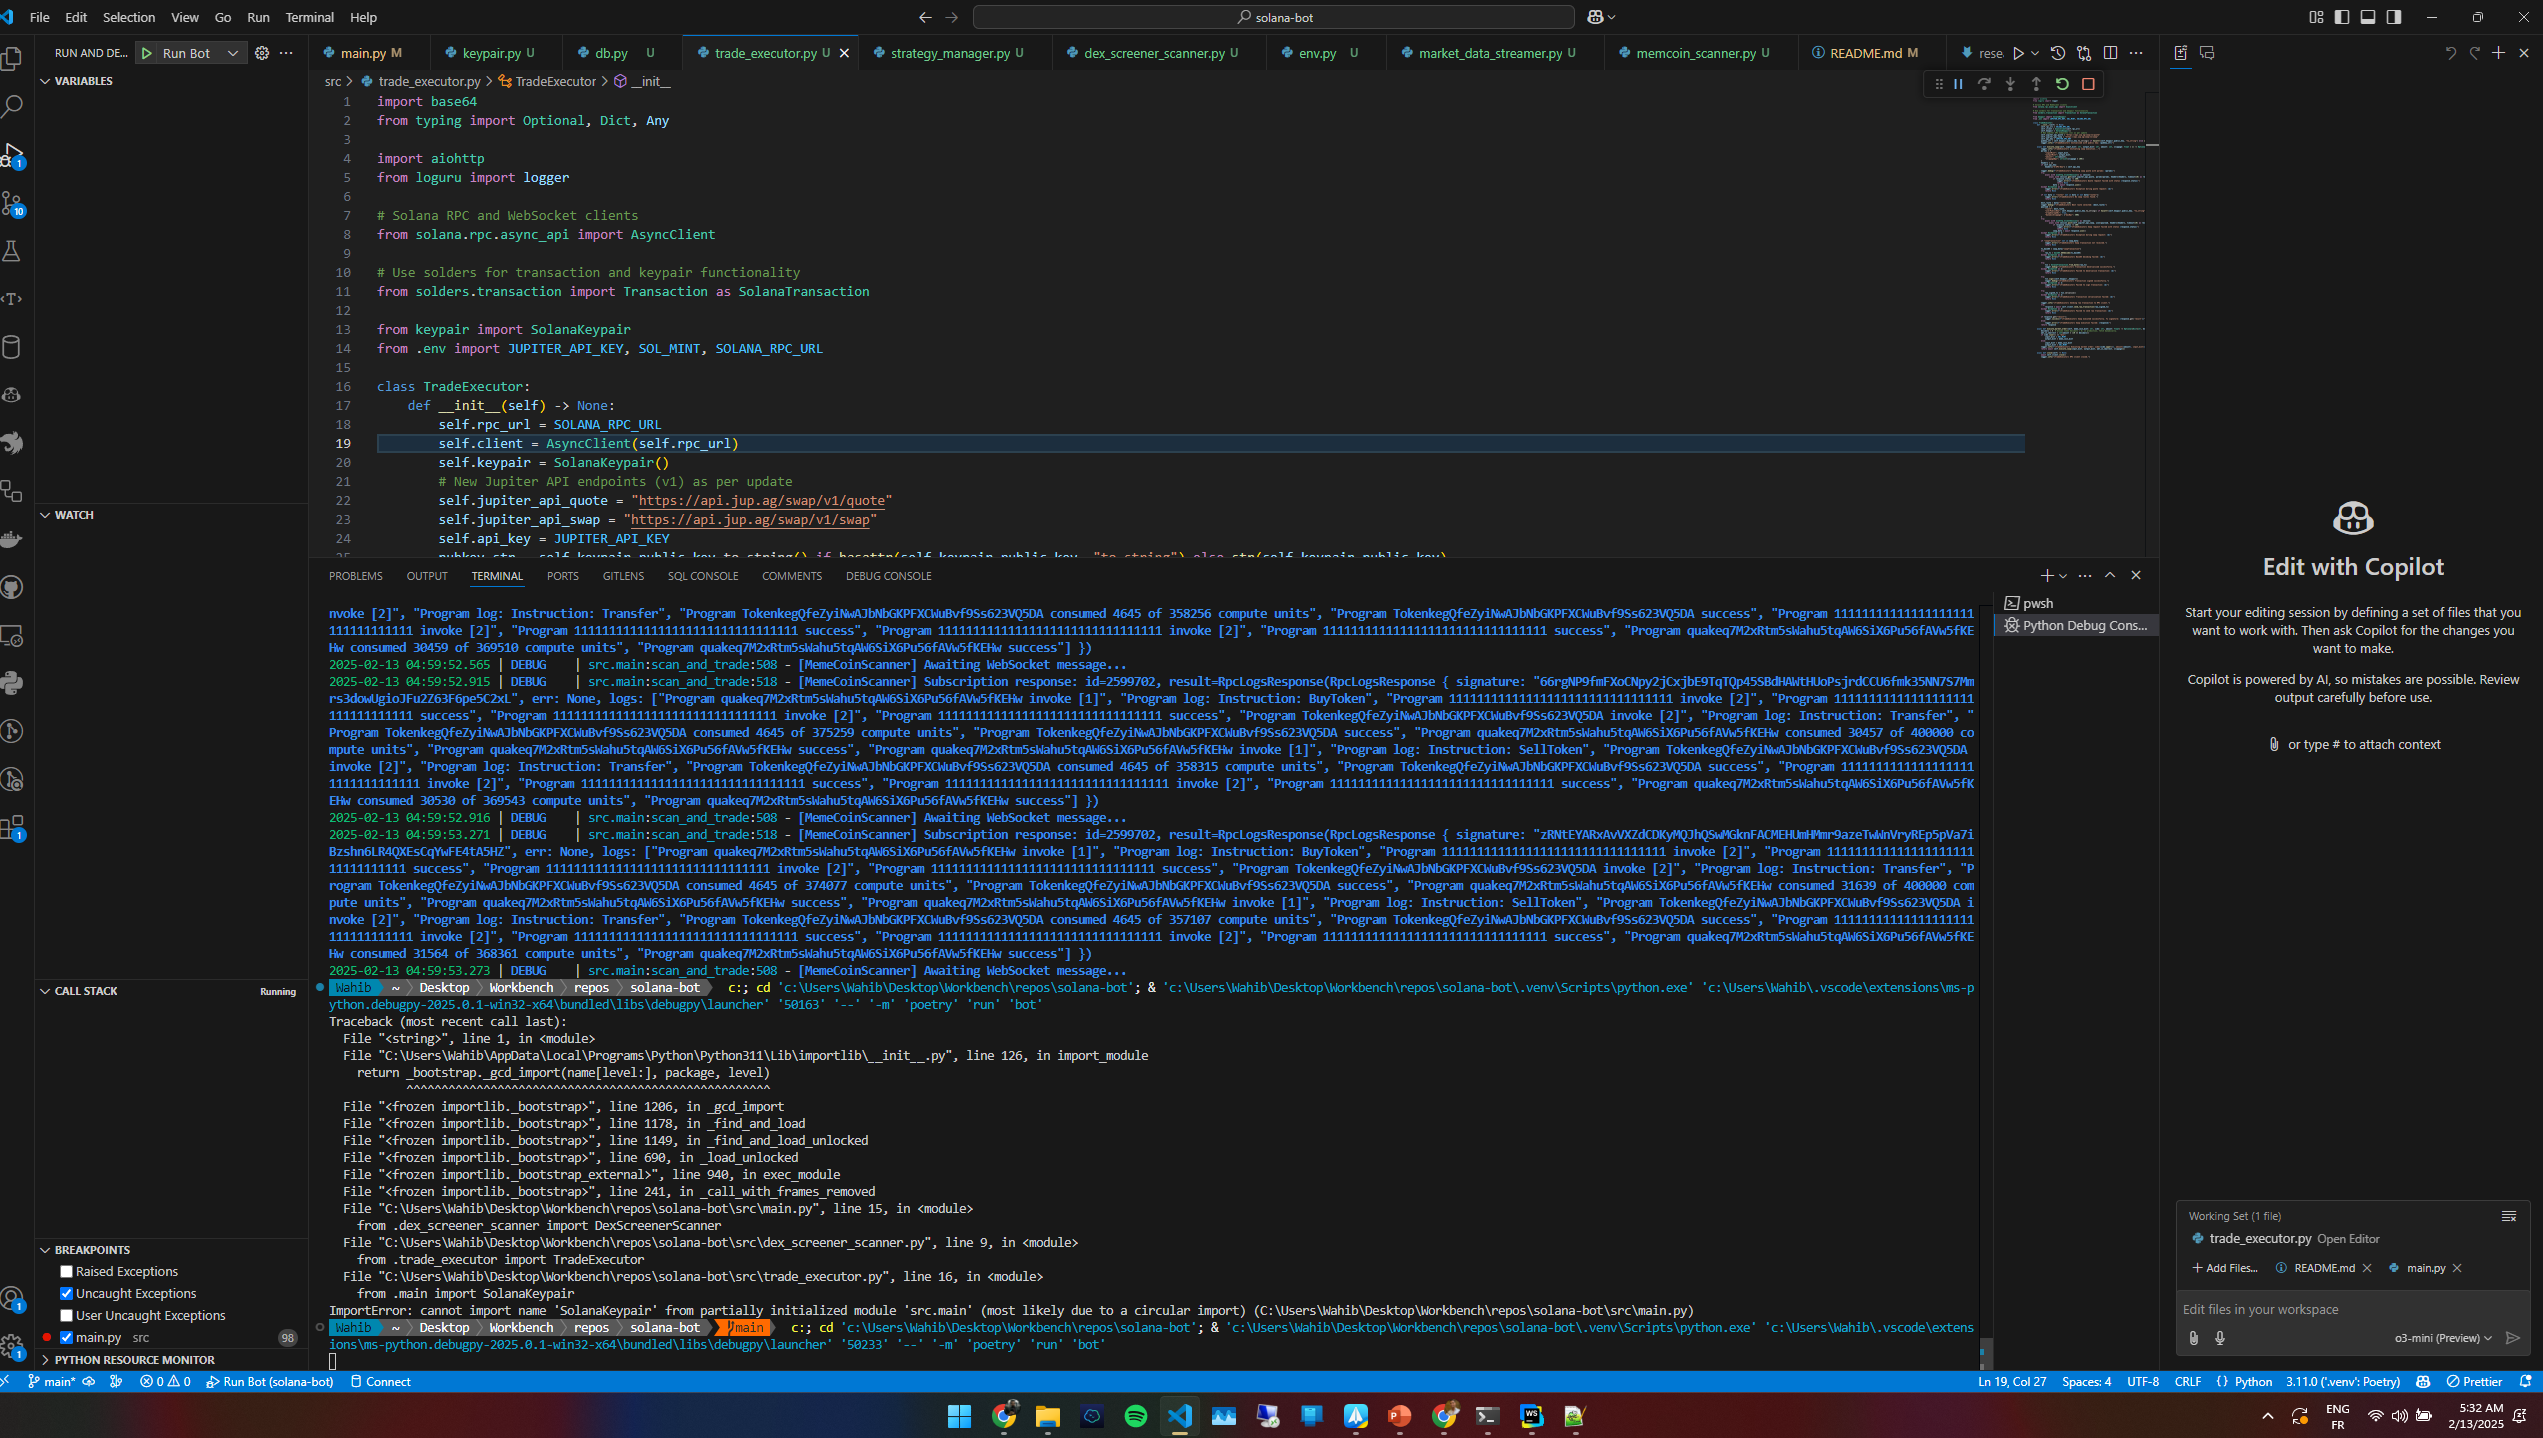 File Edit Selection View Go Run Terminal Help
solana-bot
RUN AND DE... Run Bot
main.py M
keypair.py U
db.py U
trade_executor.py U
strategy_manager.py U
dex_screener_scanner.py U
env.py U
market_data_streamer.py U
memcoin_scanner.py U
README.md M
rese
VARIABLES
src > trade_executor.py > TradeExecutor > __init__
1 import base64
2 from typing import Optional, Dict, Any
3
4 import aiohttp
5 from loguru import logger
6
7 # Solana RPC and WebSocket clients
8 from solana.rpc.async_api import AsyncClient
9
10 # Use solders for transaction and keypair functionality
11 from solders.transaction import Transaction as SolanaTransaction
12
13 from keypair import SolanaKeypair
14 from .env import JUPITER_API_KEY, SOL_MINT, SOLANA_RPC_URL
15
16 class TradeExecutor:
17 def __init__(self) -> None:
18 self.rpc_url = SOLANA_RPC_URL
19 self.client = AsyncClient(self.rpc_url)
20 self.keypair = SolanaKeypair()
21 # New Jupiter API endpoints (v1) as per update
22 self.jupiter_api_quote = "https://api.jup.ag/swap/v1/quote"
23 self.jupiter_api_swap = "https://api.jup.ag/swap/v1/swap"
24 self.api_key = JUPITER_API_KEY
25 pubkey_str = self.keypair.public_key.to_string() if hasattr(self.keypair.public_key, "to_string") else str(self.keypair.public_key)
WATCH
CALL STACK Running
BREAKPOINTS
Raised Exceptions
Uncaught Exceptions
User Uncaught Exceptions
main.py src 98
PYTHON RESOURCE MONITOR
PROBLEMS OUTPUT TERMINAL PORTS GITLENS SQL CONSOLE COMMENTS DEBUG CONSOLE
pwsh
Python Debug Cons...
nvoke [2]", "Program log: Instruction: Transfer", "Program TokenkegQfeZyiNwAJbNbGKPFXCWuBvf9Ss623VQ5DA consumed 4645 of 358256 compute units", "Program TokenkegQfeZyiNwAJbNbGKPFXCWuBvf9Ss623VQ5DA success", "Program 11111111111111111111
111111111111 invoke [2]", "Program 11111111111111111111111111111111 success", "Program 11111111111111111111111111111111 invoke [2]", "Program 11111111111111111111111111111111 success", "Program quakeq7M2xRtm5sWahu5tqAW6SiX6Pu56fAVw5fKE
Hw consumed 30459 of 369510 compute units", "Program quakeq7M2xRtm5sWahu5tqAW6SiX6Pu56fAVw5fKEHw success"] })
2025-02-13 04:59:52.565 | DEBUG | src.main:scan_and_trade:508 - [MemeCoinScanner] Awaiting WebSocket message...
2025-02-13 04:59:52.915 | DEBUG | src.main:scan_and_trade:518 - [MemeCoinScanner] Subscription response: id=2599702, result=RpcLogsResponse(RpcLogsResponse { signature: "66rgNP9fmFXoCNpy2jCxjbE9TqTQp45SBdHAWtHUoPsjrdCCU6fmk35NN7S7Mm
rs3dowUgioJFu2Z63F6pe5C2xL", err: None, logs: ["Program quakeq7M2xRtm5sWahu5tqAW6SiX6Pu56fAVw5fKEHw invoke [1]", "Program log: Instruction: BuyToken", "Program 11111111111111111111111111111111 invoke [2]", "Program 1111111111111111111
1111111111111 success", "Program 11111111111111111111111111111111 invoke [2]", "Program 11111111111111111111111111111111 success", "Program TokenkegQfeZyiNwAJbNbGKPFXCWuBvf9Ss623VQ5DA invoke [2]", "Program log: Instruction: Transfer", "
Program TokenkegQfeZyiNwAJbNbGKPFXCWuBvf9Ss623VQ5DA consumed 4645 of 375259 compute units", "Program TokenkegQfeZyiNwAJbNbGKPFXCWuBvf9Ss623VQ5DA success", "Program quakeq7M2xRtm5sWahu5tqAW6SiX6Pu56fAVw5fKEHw consumed 30457 of 400000 co
mpute units", "Program quakeq7M2xRtm5sWahu5tqAW6SiX6Pu56fAVw5fKEHw success", "Program quakeq7M2xRtm5sWahu5tqAW6SiX6Pu56fAVw5fKEHw invoke [1]", "Program log: Instruction: SellToken", "Program TokenkegQfeZyiNwAJbNbGKPFXCWuBvf9Ss623VQ5DA 
invoke [2]", "Program log: Instruction: Transfer", "Program TokenkegQfeZyiNwAJbNbGKPFXCWuBvf9Ss623VQ5DA consumed 4645 of 358315 compute units", "Program TokenkegQfeZyiNwAJbNbGKPFXCWuBvf9Ss623VQ5DA success", "Program 1111111111111111111
1111111111111 invoke [2]", "Program 11111111111111111111111111111111 success", "Program 11111111111111111111111111111111 invoke [2]", "Program 11111111111111111111111111111111 success", "Program quakeq7M2xRtm5sWahu5tqAW6SiX6Pu56fAVw5fK
EHw consumed 30530 of 369543 compute units", "Program quakeq7M2xRtm5sWahu5tqAW6SiX6Pu56fAVw5fKEHw success"] })
2025-02-13 04:59:52.916 | DEBUG | src.main:scan_and_trade:508 - [MemeCoinScanner] Awaiting WebSocket message...
2025-02-13 04:59:53.271 | DEBUG | src.main:scan_and_trade:518 - [MemeCoinScanner] Subscription response: id=2599702, result=RpcLogsResponse(RpcLogsResponse { signature: "zRNtEYARxAvVXZdCDKyMQJhQSwMGknFACMEHUmHMmr9azeTwWnVryREp5pVa7i
Bzshn6LR4QXEsCqYwFE4tA5HZ", err: None, logs: ["Program quakeq7M2xRtm5sWahu5tqAW6SiX6Pu56fAVw5fKEHw invoke [1]", "Program log: Instruction: BuyToken", "Program 11111111111111111111111111111111 invoke [2]", "Program 11111111111111111111
111111111111 success", "Program 11111111111111111111111111111111 invoke [2]", "Program 11111111111111111111111111111111 success", "Program TokenkegQfeZyiNwAJbNbGKPFXCWuBvf9Ss623VQ5DA invoke [2]", "Program log: Instruction: Transfer", "P
rogram TokenkegQfeZyiNwAJbNbGKPFXCWuBvf9Ss623VQ5DA consumed 4645 of 374077 compute units", "Program TokenkegQfeZyiNwAJbNbGKPFXCWuBvf9Ss623VQ5DA success", "Program quakeq7M2xRtm5sWahu5tqAW6SiX6Pu56fAVw5fKEHw consumed 31639 of 400000 com
pute units", "Program quakeq7M2xRtm5sWahu5tqAW6SiX6Pu56fAVw5fKEHw success", "Program quakeq7M2xRtm5sWahu5tqAW6SiX6Pu56fAVw5fKEHw invoke [1]", "Program log: Instruction: SellToken", "Program TokenkegQfeZyiNwAJbNbGKPFXCWuBvf9Ss623VQ5DA i
nvoke [2]", "Program log: Instruction: Transfer", "Program TokenkegQfeZyiNwAJbNbGKPFXCWuBvf9Ss623VQ5DA consumed 4645 of 357107 compute units", "Program TokenkegQfeZyiNwAJbNbGKPFXCWuBvf9Ss623VQ5DA success", "Program 11111111111111111111
111111111111 invoke [2]", "Program 11111111111111111111111111111111 success", "Program 11111111111111111111111111111111 invoke [2]", "Program 11111111111111111111111111111111 success", "Program quakeq7M2xRtm5sWahu5tqAW6SiX6Pu56fAVw5fKE
Hw consumed 31564 of 368361 compute units", "Program quakeq7M2xRtm5sWahu5tqAW6SiX6Pu56fAVw5fKEHw success"] })
2025-02-13 04:59:53.273 | DEBUG | src.main:scan_and_trade:508 - [MemeCoinScanner] Awaiting WebSocket message...
Wahib ~ Desktop Workbench repos solana-bot c:; cd 'c:\Users\Wahib\Desktop\Workbench\repos\solana-bot'; & 'c:\Users\Wahib\Desktop\Workbench\repos\solana-bot\.venv\Scripts\python.exe' 'c:\Users\Wahib\.vscode\extensions\ms-p
ython.debugpy-2025.0.1-win32-x64\bundled\libs\debugpy\launcher' '50163' '--' '-m' 'poetry' 'run' 'bot'
Traceback (most recent call last):
File "<string>", line 1, in <module>
File "C:\Users\Wahib\AppData\Local\Programs\Python\Python311\Lib\importlib\__init__.py", line 126, in import_module
return _bootstrap._gcd_import(name[level:], package, level)
^^^^^^^^^^^^^^^^^^^^^^^^^^^^^^^^^^^^^^^^^^^^^^^^^^^^
File "<frozen importlib._bootstrap>", line 1206, in _gcd_import
File "<frozen importlib._bootstrap>", line 1178, in _find_and_load
File "<frozen importlib._bootstrap>", line 1149, in _find_and_load_unlocked
File "<frozen importlib._bootstrap>", line 690, in _load_unlocked
File "<frozen importlib._bootstrap_external>", line 940, in exec_module
File "<frozen importlib._bootstrap>", line 241, in _call_with_frames_removed
File "C:\Users\Wahib\Desktop\Workbench\repos\solana-bot\src\main.py", line 15, in <module>
from .dex_screener_scanner import DexScreenerScanner
File "C:\Users\Wahib\Desktop\Workbench\repos\solana-bot\src\dex_screener_scanner.py", line 9, in <module>
from .trade_executor import TradeExecutor
File "C:\Users\Wahib\Desktop\Workbench\repos\solana-bot\src\trade_executor.py", line 16, in <module>
from .main import SolanaKeypair
ImportError: cannot import name 'SolanaKeypair' from partially initialized module 'src.main' (most likely due to a circular import) (C:\Users\Wahib\Desktop\Workbench\repos\solana-bot\src\main.py)
Wahib ~ Desktop Workbench repos solana-bot main c:; cd 'c:\Users\Wahib\Desktop\Workbench\repos\solana-bot'; & 'c:\Users\Wahib\Desktop\Workbench\repos\solana-bot\.venv\Scripts\python.exe' 'c:\Users\Wahib\.vscode\extens
ions\ms-python.debugpy-2025.0.1-win32-x64\bundled\libs\debugpy\launcher' '50233' '--' '-m' 'poetry' 'run' 'bot'
Edit with Copilot
Start your editing session by defining a set of files that you
want to work with. Then ask Copilot for the changes you
want to make.
Copilot is powered by AI, so mistakes are possible. Review
output carefully before use.
or type # to attach context
Working Set (1 file)
trade_executor.py Open Editor
Add Files...
README.md
main.py
Edit files in your workspace
o3-mini (Preview)
main* 0 0 Run Bot (solana-bot) Connect
Ln 19, Col 27 Spaces: 4 UTF-8 CRLF {} Python 3.11.0 ('.venv': Poetry) Prettier
ENG
FR
5:32 AM
2/13/2025